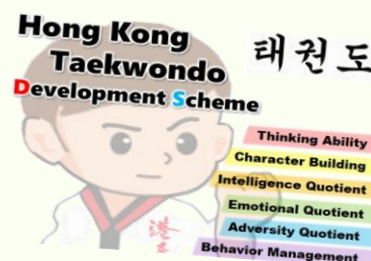 Hong Kong
Taekwondo
Development Scheme
태권도
Thinking Ability
Character Building
Intelligence Quotient
Emotional Quotient
Adversity Quotient
Behavior Management
港